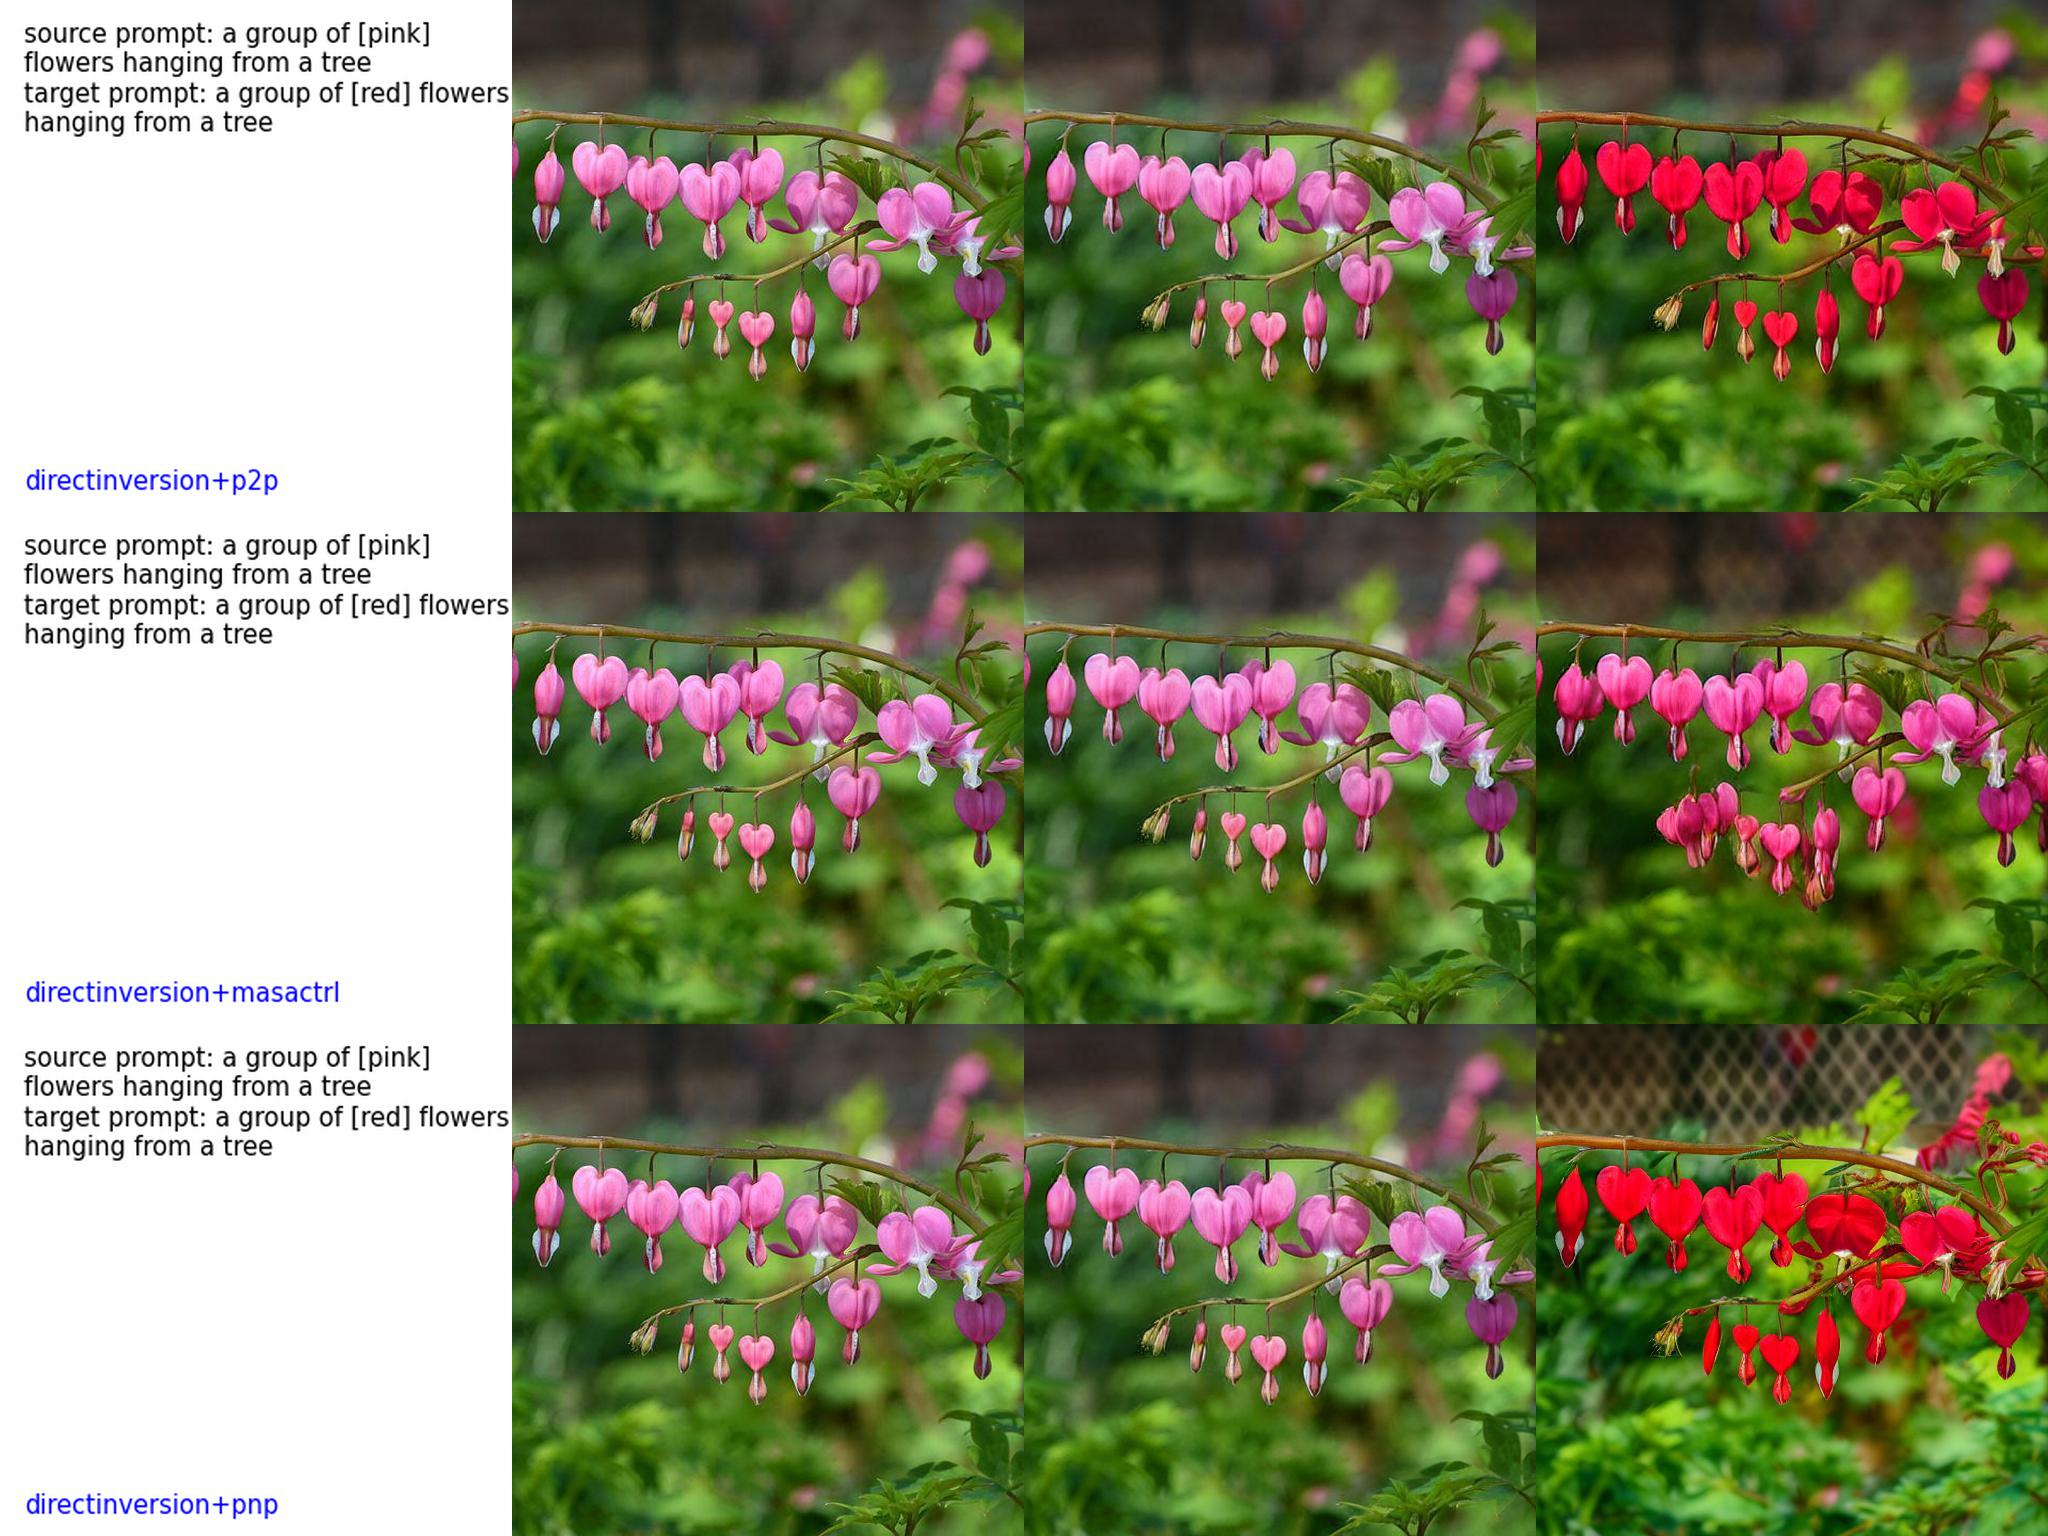 source prompt: a group of [pink]
flowers hanging from a tree
target prompt: a group of [red] flowers
hanging from a tree
directinversion+p2p
source prompt: a group of [pink]
flowers hanging from a tree
target prompt: a group of [red] flowers
hanging from a tree
directinversion+masactrl
source prompt: a group of [pink]
flowers hanging from a tree
target prompt: a group of [red] flowers
hanging from a tree
directinversion+pnp